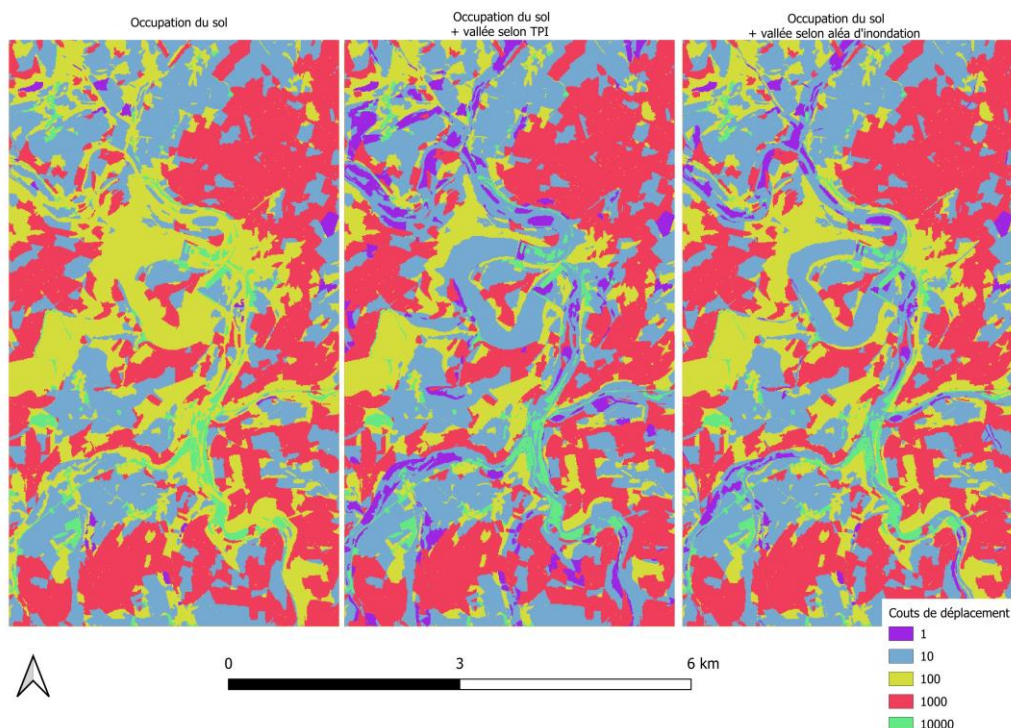 Occupation du sol
Occupation du sol
+ vallée selon TPI
Occupation du sol
+ vallée selon aléa d'inondation
Couts de déplacement
1
10
100
1000
10000
0
3
6 km